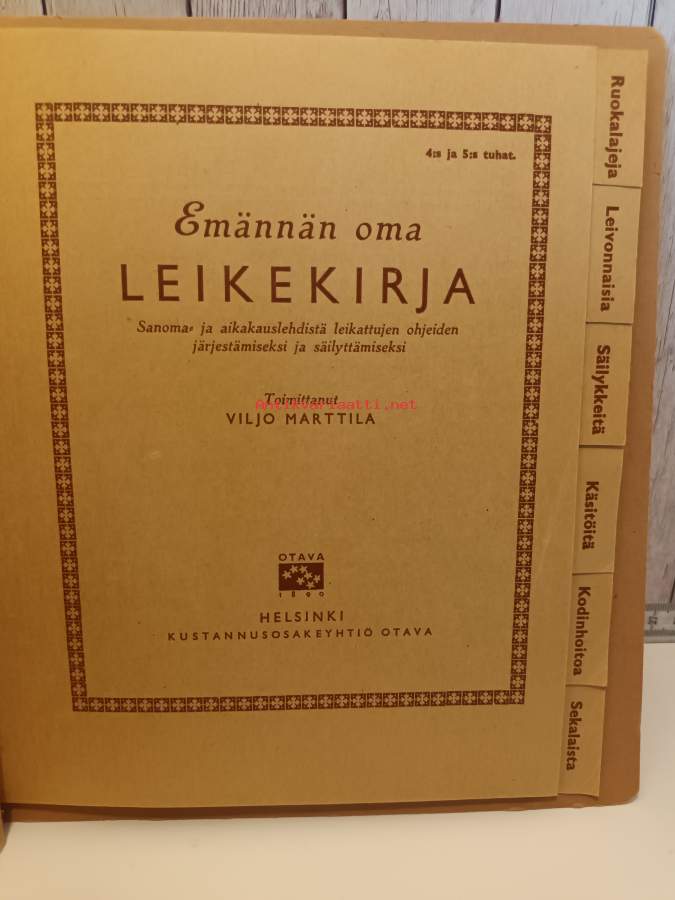 4:s ja 5:s tuhat.
Emännän oma
LEIKEKIRJA
Sanoma- ja aikakauslehdistä leikattujen ohjeiden
järjestämiseksi ja säilyttämiseksi
Toimittanut
Antikvariaatti.net
VILJO MARTTILA
OTAVA
1890
HELSINKI
KUSTANNUSOSAKEYHTIÖ OTAVA
Ruokalajeja
Leivonnaisia
Säilykkeitä
Käsitöitä
Kodinhoitoa
Sekalaista